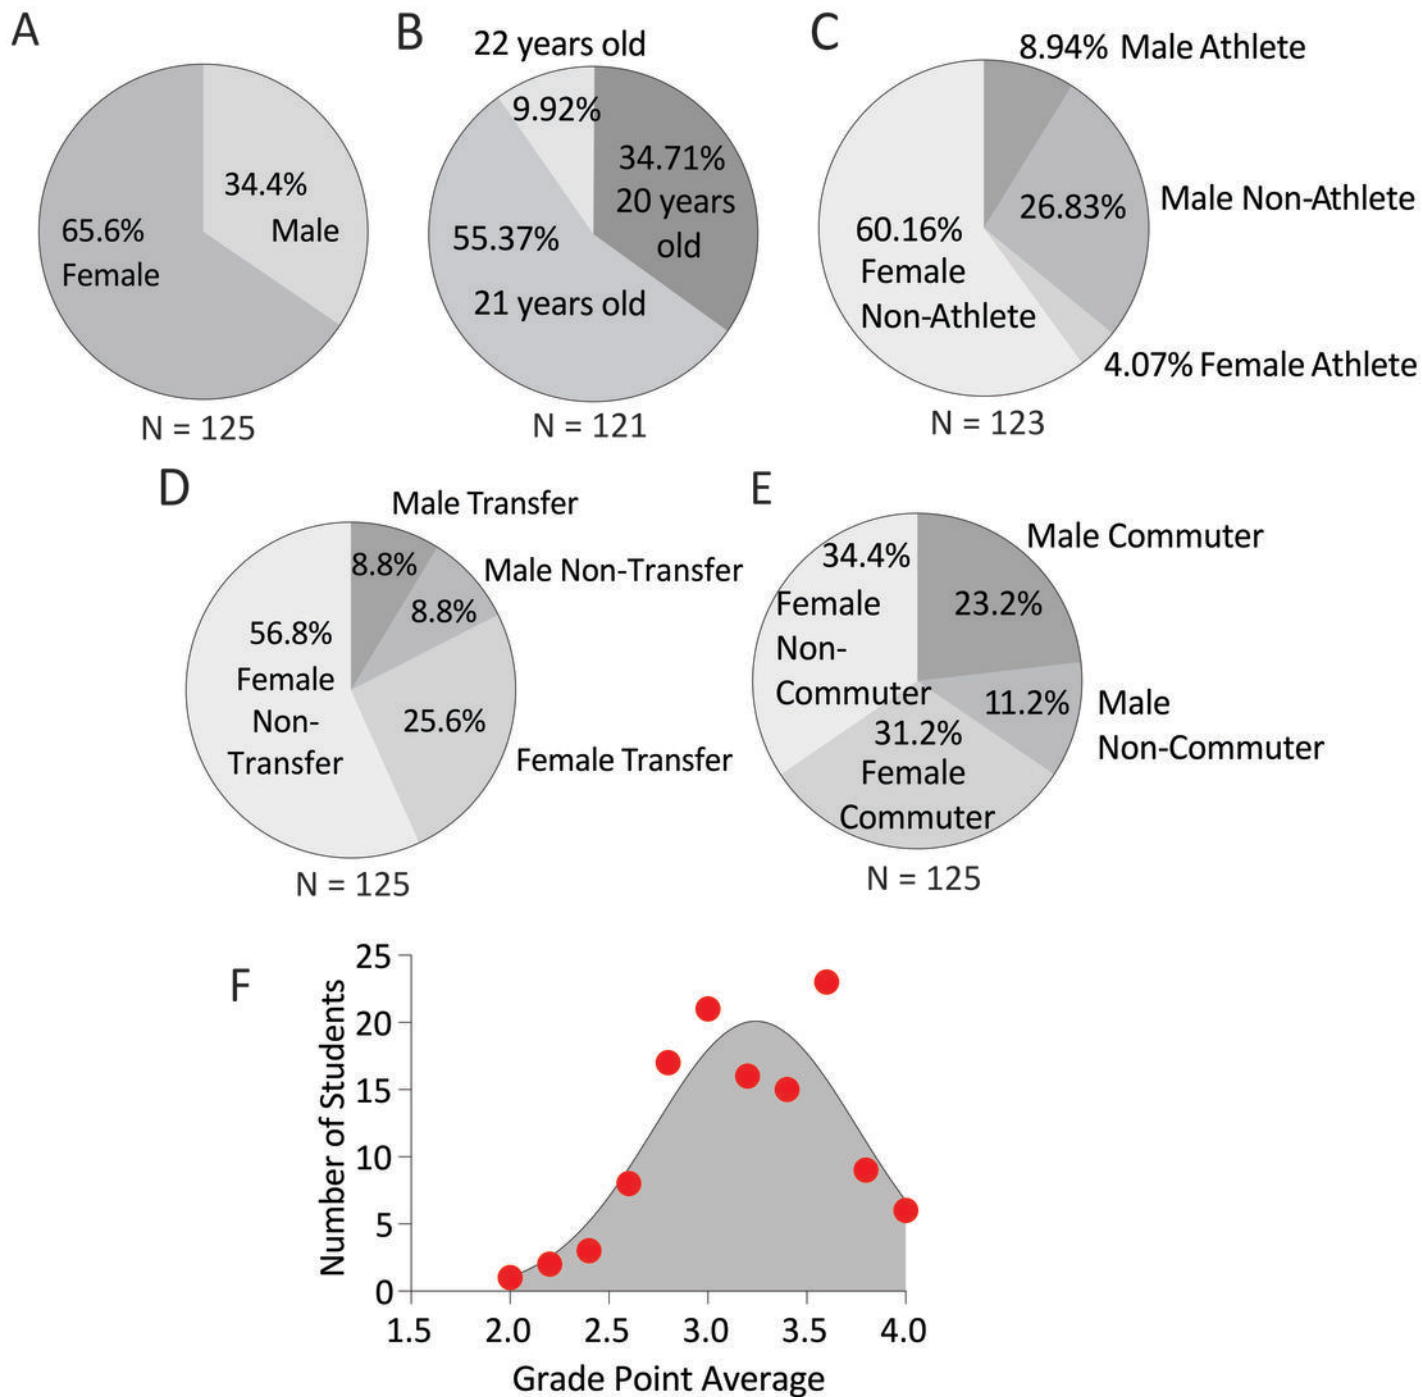 A
34.4%
Male
65.6%
Female
N = 125
B
22 years old
9.92%
34.71%
20 years
old
55.37%
21 years old
N = 121
C
8.94% Male Athlete
26.83%
Male Non-Athlete
60.16%
Female
Non-Athlete
4.07% Female Athlete
N = 123
D
Male Transfer
8.8%
Male Non-Transfer
8.8%
56.8%
Female
Non-
Transfer
25.6%
Female Transfer
N = 125
E
Male Commuter
34.4%
Female
Non-
Commuter
23.2%
11.2%
Male
Non-Commuter
31.2%
Female
Commuter
N = 125
F
Number of Students
25
20
15
10
5
0
1.5 2.0 2.5 3.0 3.5 4.0
Grade Point Average